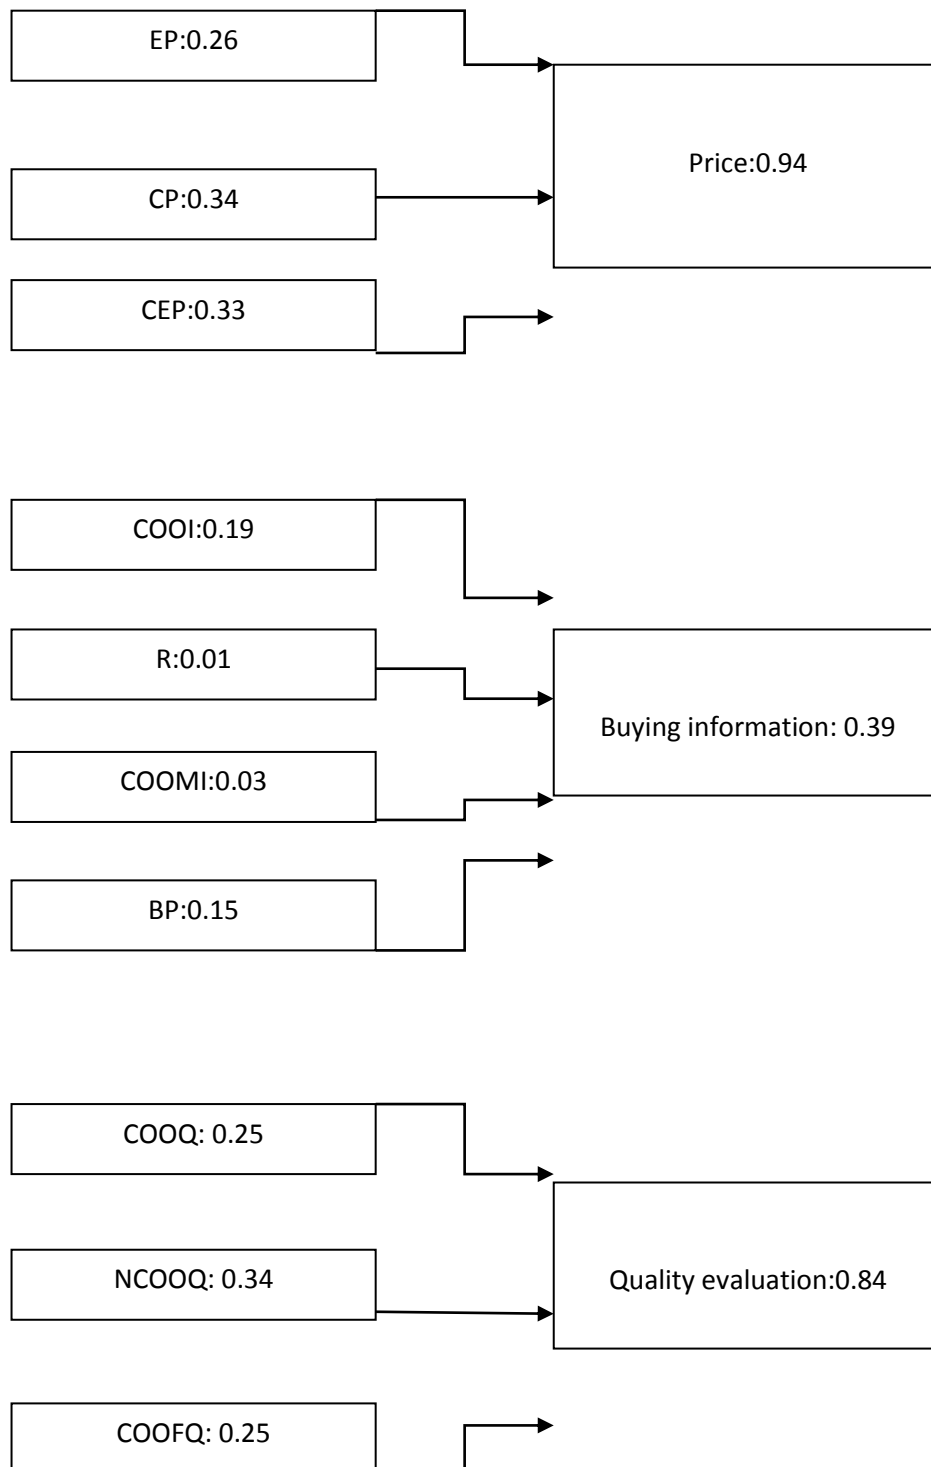 EP:0.26
Price:0.94
CP:0.34
CEP:0.33
COOI:0.19
R:0.01
Buying information: 0.39
COOMI:0.03
BP:0.15
COOQ: 0.25
NCOOQ: 0.34
Quality evaluation:0.84
COOFQ: 0.25